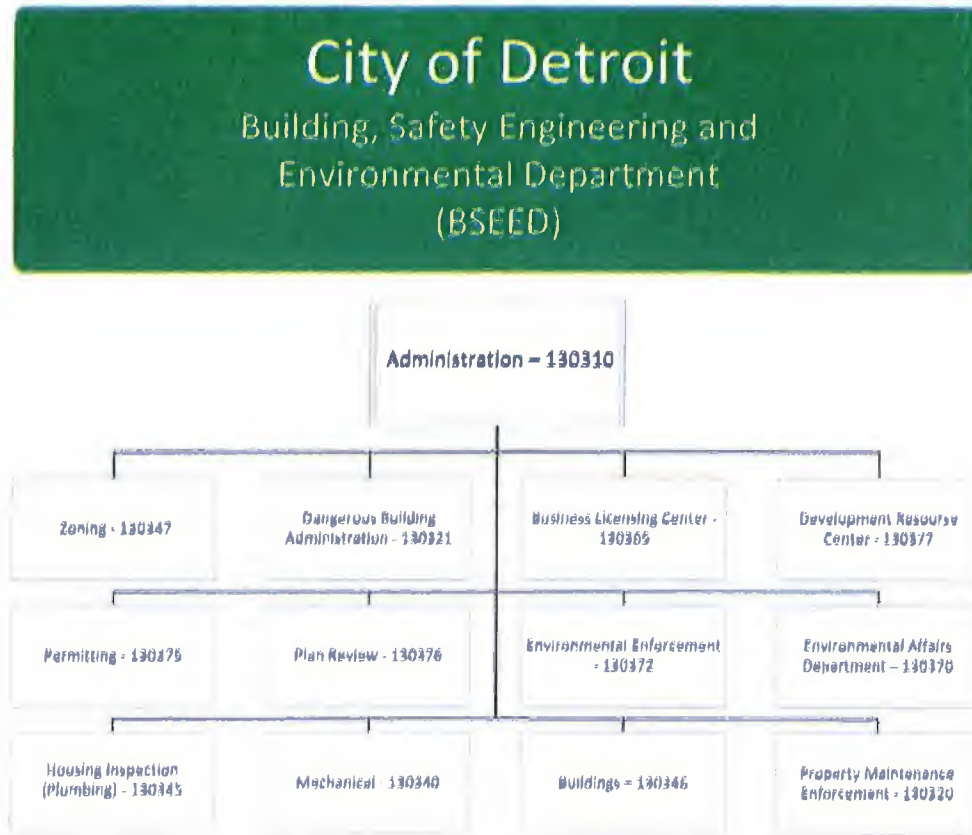 City of Detroit
Building, Safety Engineering and
Environmental Department
(BSEED)
Administration – 130310
Zoning - 130347
Dangerous Building
Administration - 130321
Business Licensing Center -
130365
Development Resource
Center - 130377
Permitting - 130375
Plan Review - 130376
Environmental Enforcement
- 130372
Environmental Affairs
Department – 130370
Housing Inspection
(Plumbing) - 130345
Mechanical - 130340
Buildings - 130346
Property Maintenance
Enforcement - 130320